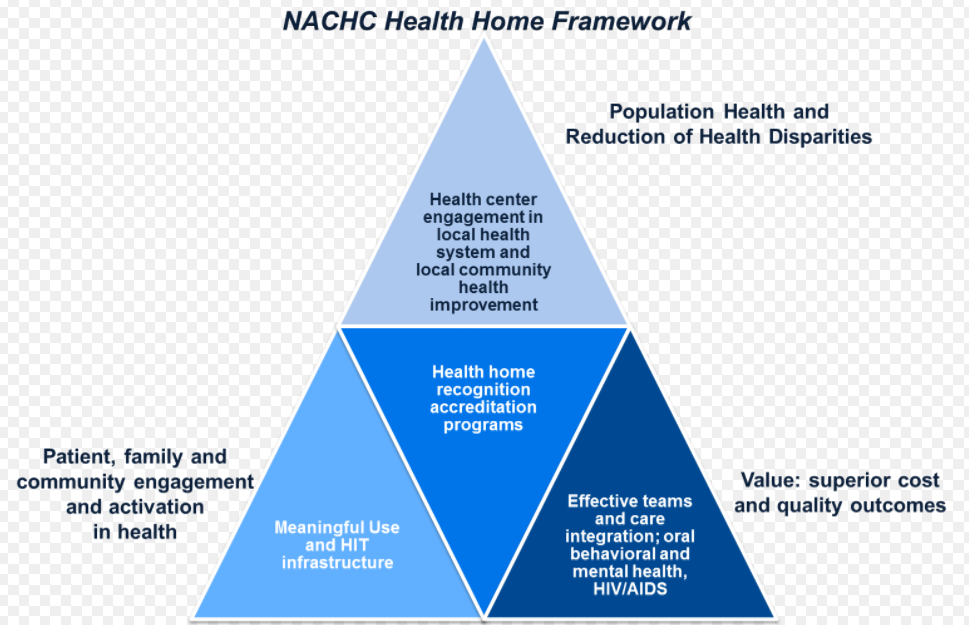 NACHC Health Home Framework
Population Health and
Reduction of Health Disparities
Health center
engagement in
local health
system and
local community
health
improvement
Health home
recognition
accreditation
programs
Patient, family and
community engagement
and activation
in health
Meaningful Use
and HIT
infrastructure
Effective teams
and care
integration; oral
behavioral and
mental health,
HIV/AIDS
Value: superior cost
and quality outcomes